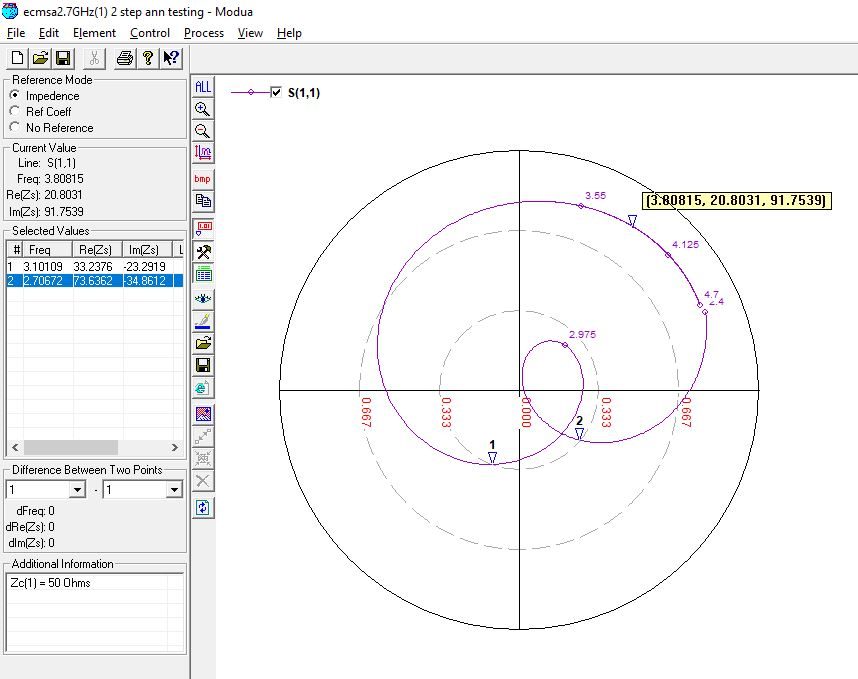 ecmsa2.7GHz(1) 2 step ann testing - Modua
File Edit Element Control Process View Help
Reference Mode
Impedence
Ref Coeff
No Reference
Current Value
Line: S(1,1)
Freq: 3.80815
Re(Zs): 20.8031
Im(Zs): 91.7539
Selected Values
# Freq Re(Zs) Im(Zs) L
1 3.10109 33.2376 -23.2919
2 2.70672 73.6362 -34.8612
Difference Between Two Points
1 - 1
dFreq: 0
dRe(Zs): 0
dIm(Zs): 0
Additional Information
Zc(1) = 50 Ohms
ALL
bmp
1.01
S(1,1)
(3.80815, 20.8031, 91.7539)
3.55
4.125
4.7
2.4
2.975
0.667
0.333
0.000
0.333
0.667
1
2